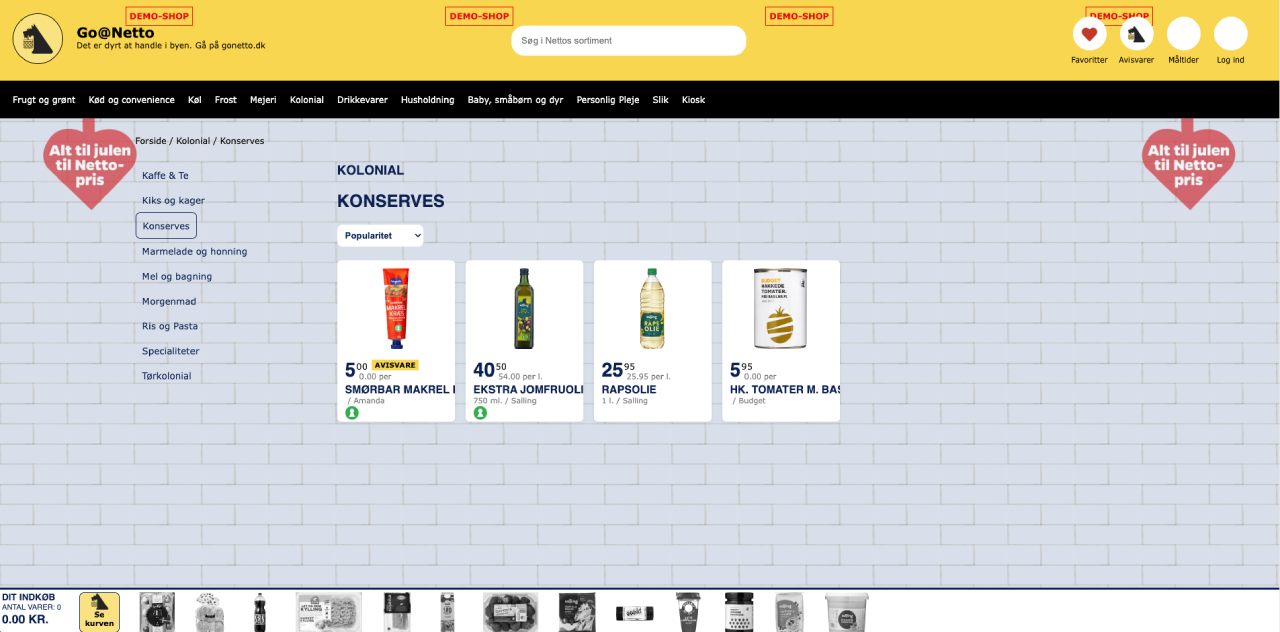 DEMO-SHOP
DEMO-SHOP
DEMO-SHOP
DEMO-SHOP
Go@Netto
Det er dyrt at handle i byen. Gå på gonetto.dk
Søg i Nettos sortiment
Favoritter
Avisvarer
Måltider
Log ind
Frugt og grønt
Kød og convenience
Køl
Frost
Mejeri
Kolonial
Drikkevarer
Husholdning
Baby, småbørn og dyr
Personlig Pleje
Slik
Kiosk
Alt til julen
til Netto-
pris
Alt til julen
til Netto-
pris
Forside / Kolonial / Konserves
Kaffe & Te
Kiks og kager
Konserves
Marmelade og honning
Mel og bagning
Morgenmad
Ris og Pasta
Specialiteter
Tørkolonial
KOLONIAL
KONSERVES
Popularitet
MAKREL
5 00 AVISVARE
0.00 per
SMØRBAR MAKREL I
/ Amanda
40 50
54.00 per l.
EKSTRA JOMFRUOLI
750 ml. / Salling
RAPS
OLIE
25 95
25.95 per l.
RAPSOLIE
1 l. / Salling
BUDGET
HAKKEDE
TOMATER
5 95
0.00 per
HK. TOMATER M. BAS
/ Budget
DIT INDKØB
ANTAL VARER: 0
0.00 KR.
Se
kurven